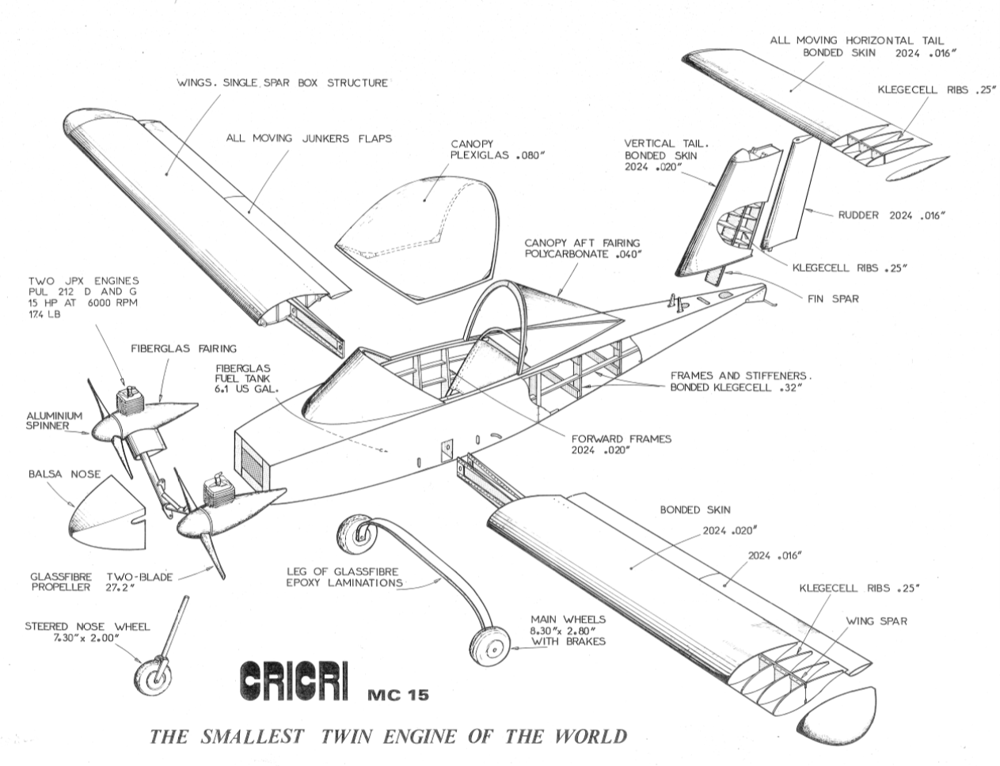 ALL MOVING HORIZONTAL TAIL
BONDED SKIN 2024 .016"
KLEGECELL RIBS .25"
WINGS. SINGLE SPAR BOX STRUCTURE
ALL MOVING JUNKERS FLAPS
CANOPY
PLEXIGLAS .080"
VERTICAL TAIL.
BONDED SKIN
2024 .020"
RUDDER 2024 .016"
CANOPY AFT FAIRING
POLYCARBONATE .040"
KLEGECELL RIBS .25"
FIN SPAR
TWO JPX ENGINES
PUL 212 D AND G
15 HP AT 6000 RPM
17.4 LB
FIBERGLAS FAIRING
FIBERGLAS
FUEL TANK
6.1 US GAL.
FRAMES AND STIFFENERS.
BONDED KLEGECELL .32"
ALUMINIUM
SPINNER
FORWARD FRAMES
2024 .020"
BALSA NOSE
BONDED SKIN
2024 .020"
2024 .016"
GLASSFIBRE TWO-BLADE
PROPELLER 27.2"
LEG OF GLASSFIBRE
EPOXY LAMINATIONS
KLEGECELL RIBS .25"
WING SPAR
STEERED NOSE WHEEL
7.30" x 2.00"
MAIN WHEELS
8.30" x 2.80"
WITH BRAKES
CRICRI MC 15
THE SMALLEST TWIN ENGINE OF THE WORLD